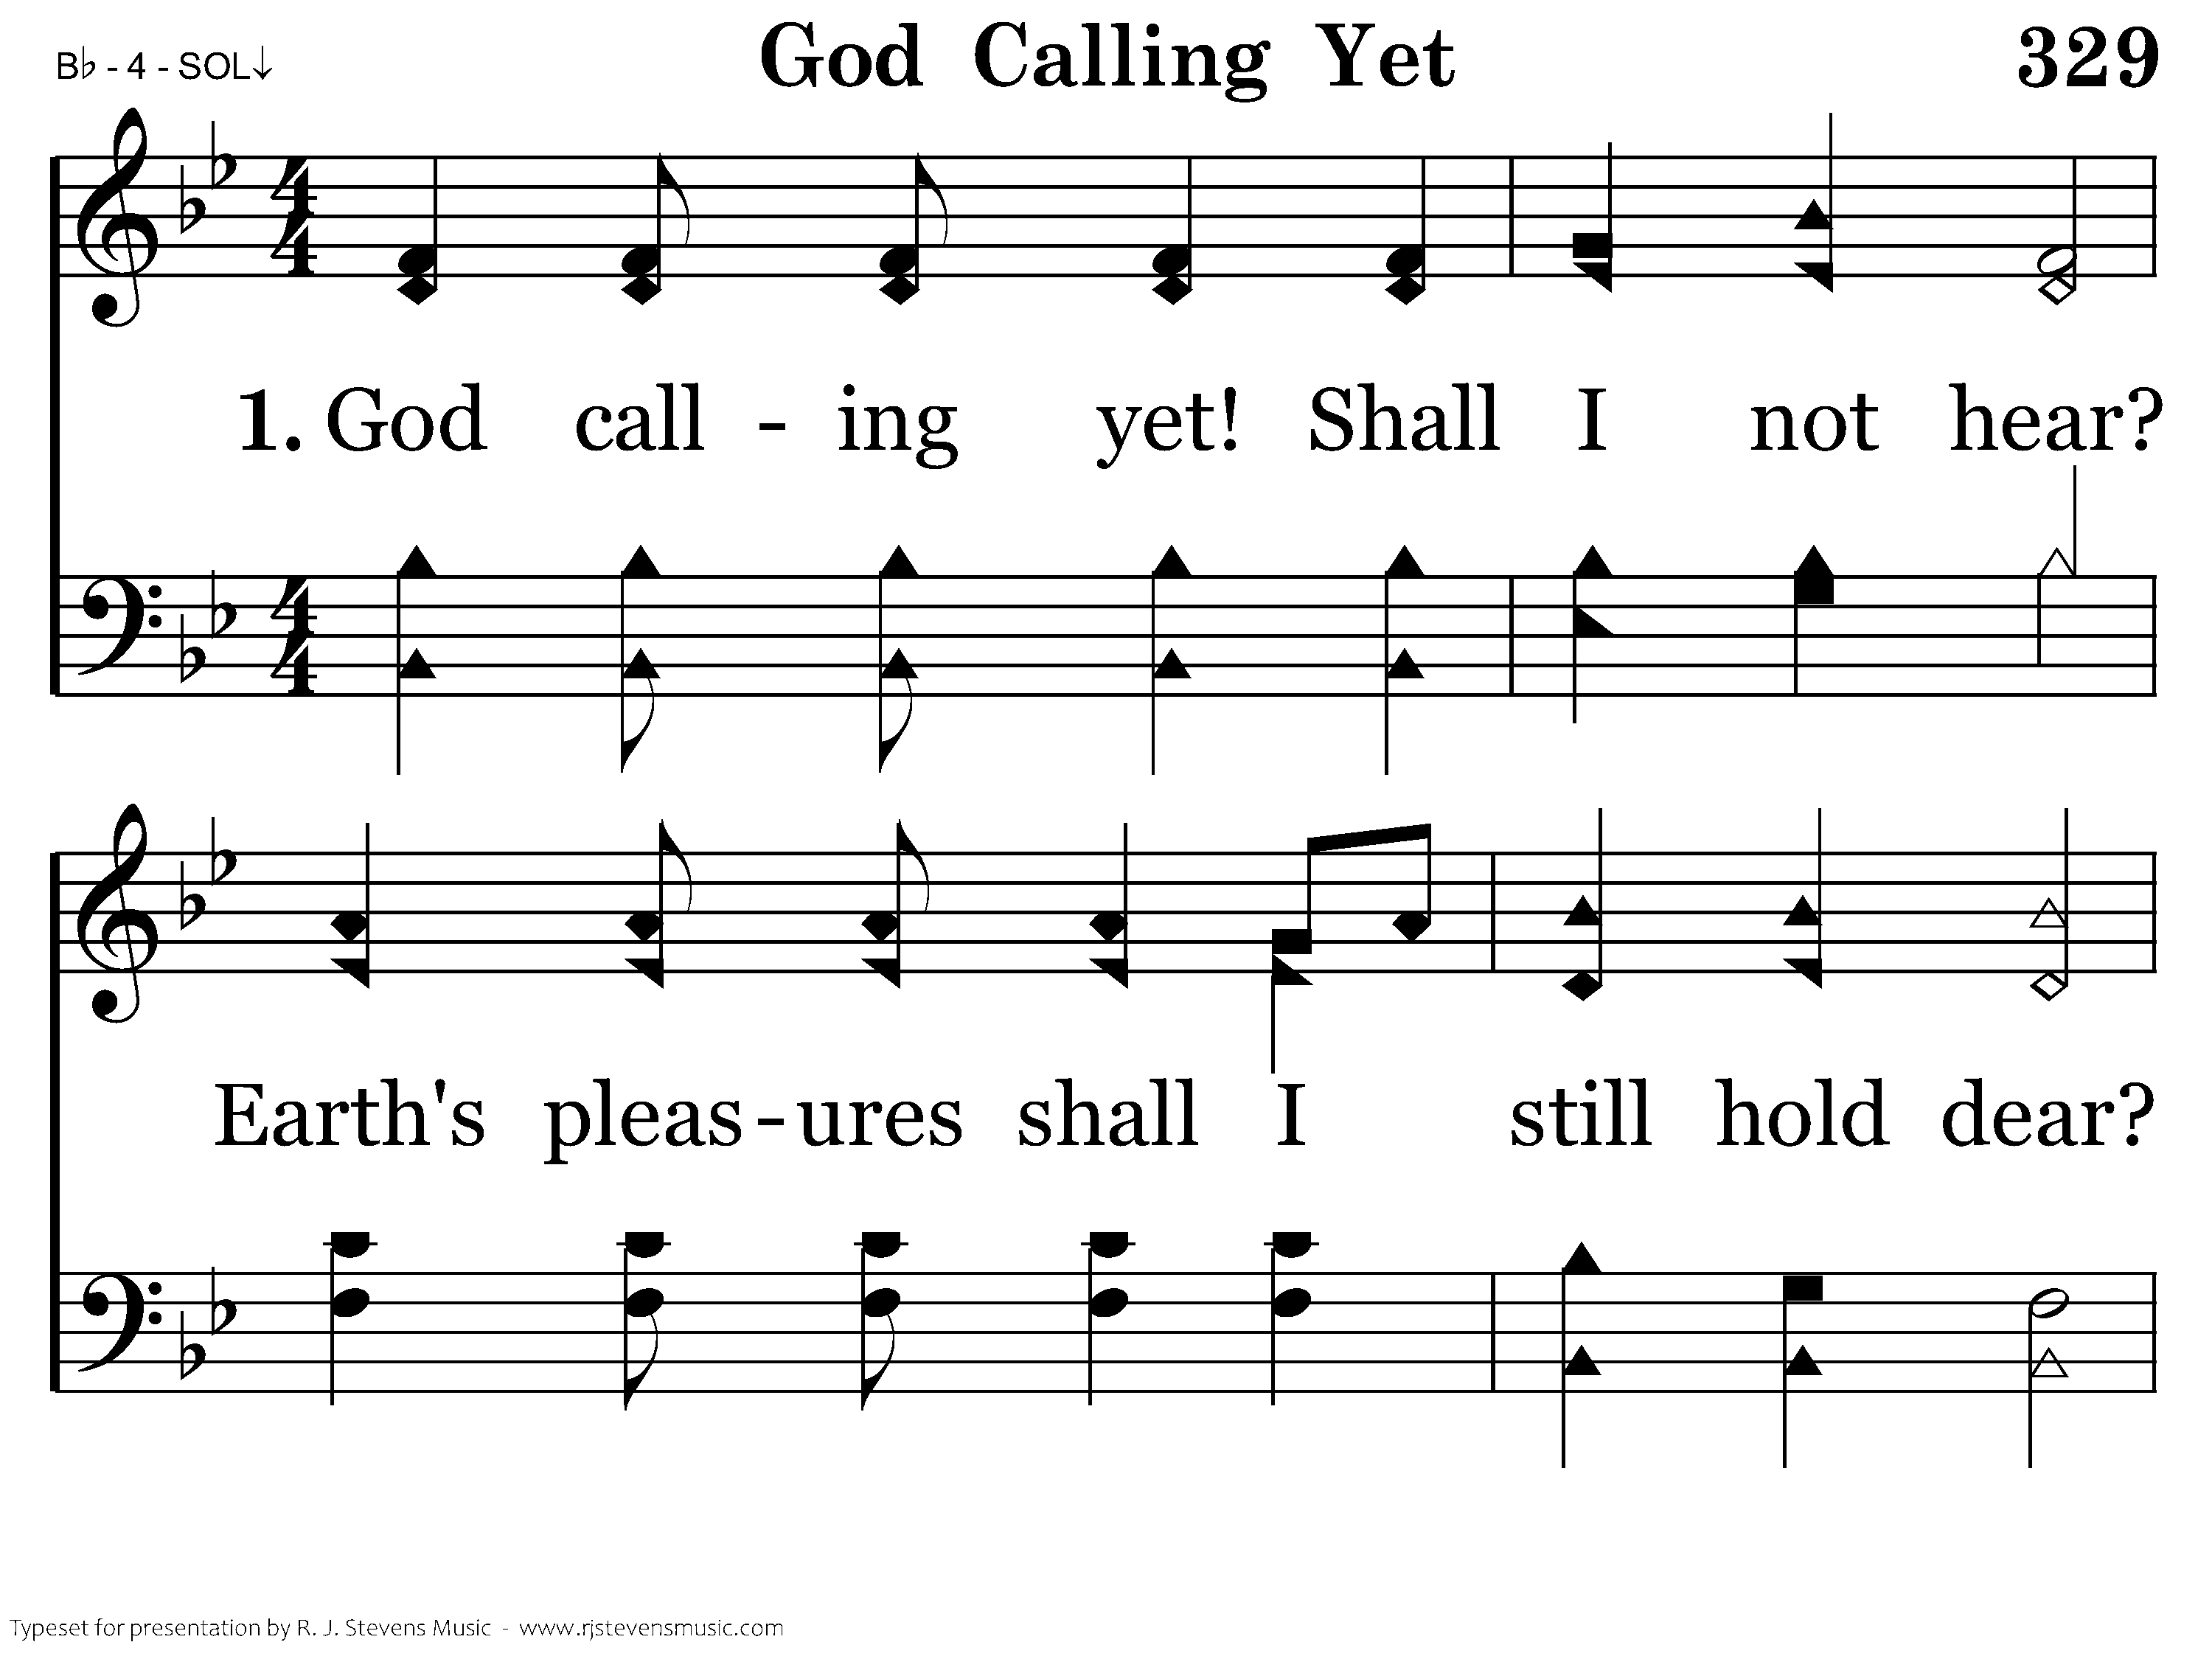 B♭ - 4 - SOL↓ God Calling Yet 329
1. God call - ing yet! Shall I not hear?
Earth's pleas - ures shall I still hold dear?
Typeset for presentation by R. J. Stevens Music - www.rjstevensmusic.com